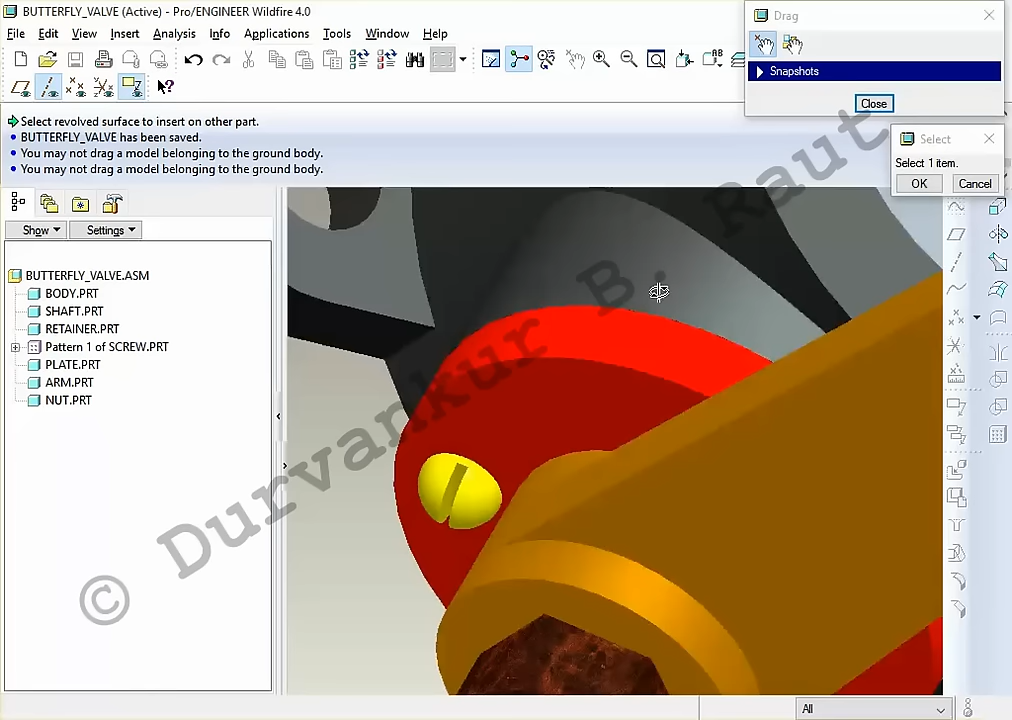 BUTTERFLY_VALVE (Active) - Pro/ENGINEER Wildfire 4.0
File Edit View Insert Analysis Info Applications Tools Window Help
Select revolved surface to insert on other part.
BUTTERFLY_VALVE has been saved.
You may not drag a model belonging to the ground body.
You may not drag a model belonging to the ground body.
Drag
Snapshots
Close
Select
Select 1 item.
OK Cancel
Show Settings
BUTTERFLY_VALVE.ASM
BODY.PRT
SHAFT.PRT
RETAINER.PRT
Pattern 1 of SCREW.PRT
PLATE.PRT
ARM.PRT
NUT.PRT
© Durvankur B. Raut
All